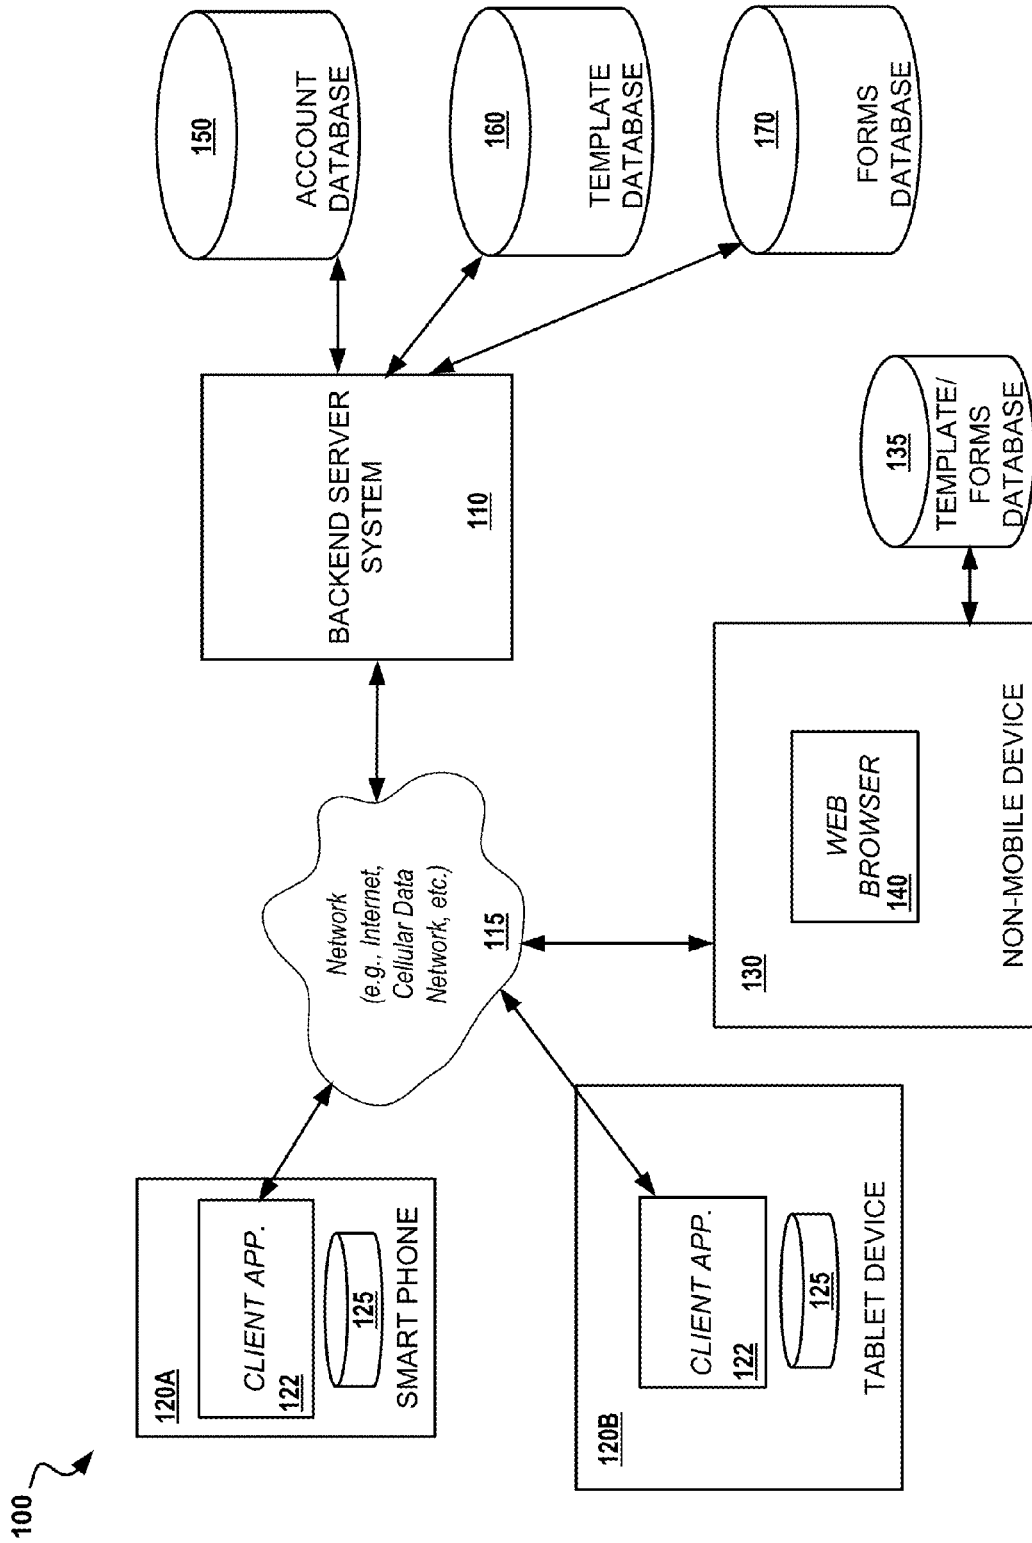 100
120A
CLIENT APP.
122
125
SMART PHONE
120B
CLIENT APP.
122
125
TABLET DEVICE
Network
(e.g., Internet,
Cellular Data
Network, etc.)
115
130
WEB
BROWSER
140
NON-MOBILE DEVICE
BACKEND SERVER
SYSTEM
110
135
TEMPLATE/
FORMS
DATABASE
150
ACCOUNT
DATABASE
160
TEMPLATE
DATABASE
170
FORMS
DATABASE